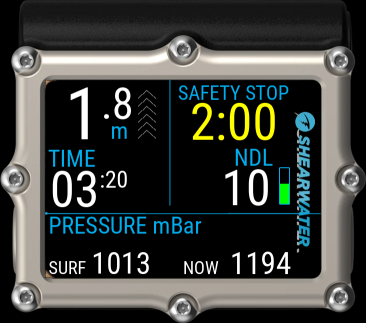 1.8 m
SAFETY STOP
2:00
TIME
03:20
NDL
10
PRESSURE mBar
SURF 1013 NOW 1194
SHEARWATER